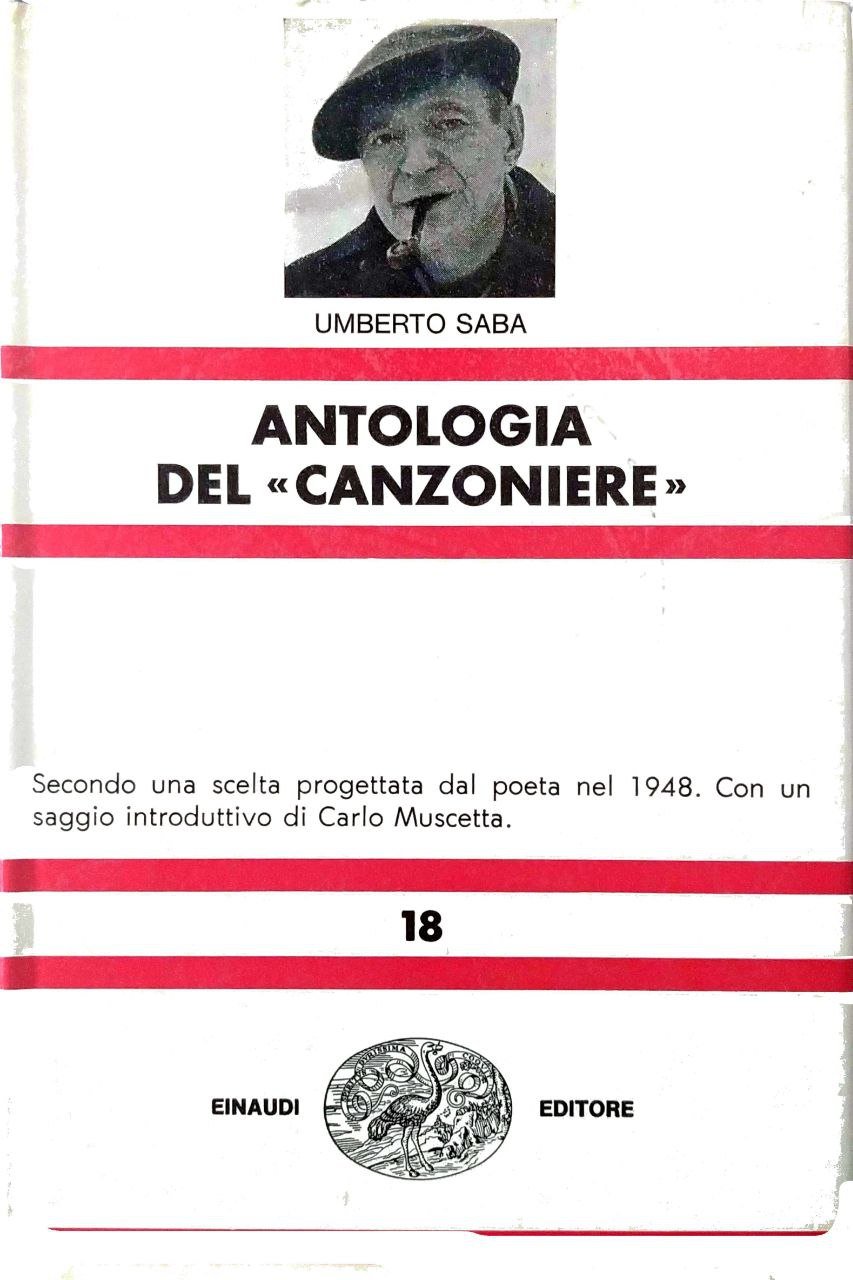 UMBERTO SABA
ANTOLOGIA
DEL «CANZONIERE»
Secondo una scelta progettata dal poeta nel 1948. Con un
saggio introduttivo di Carlo Muscetta.
18
EINAUDI
EDITORE